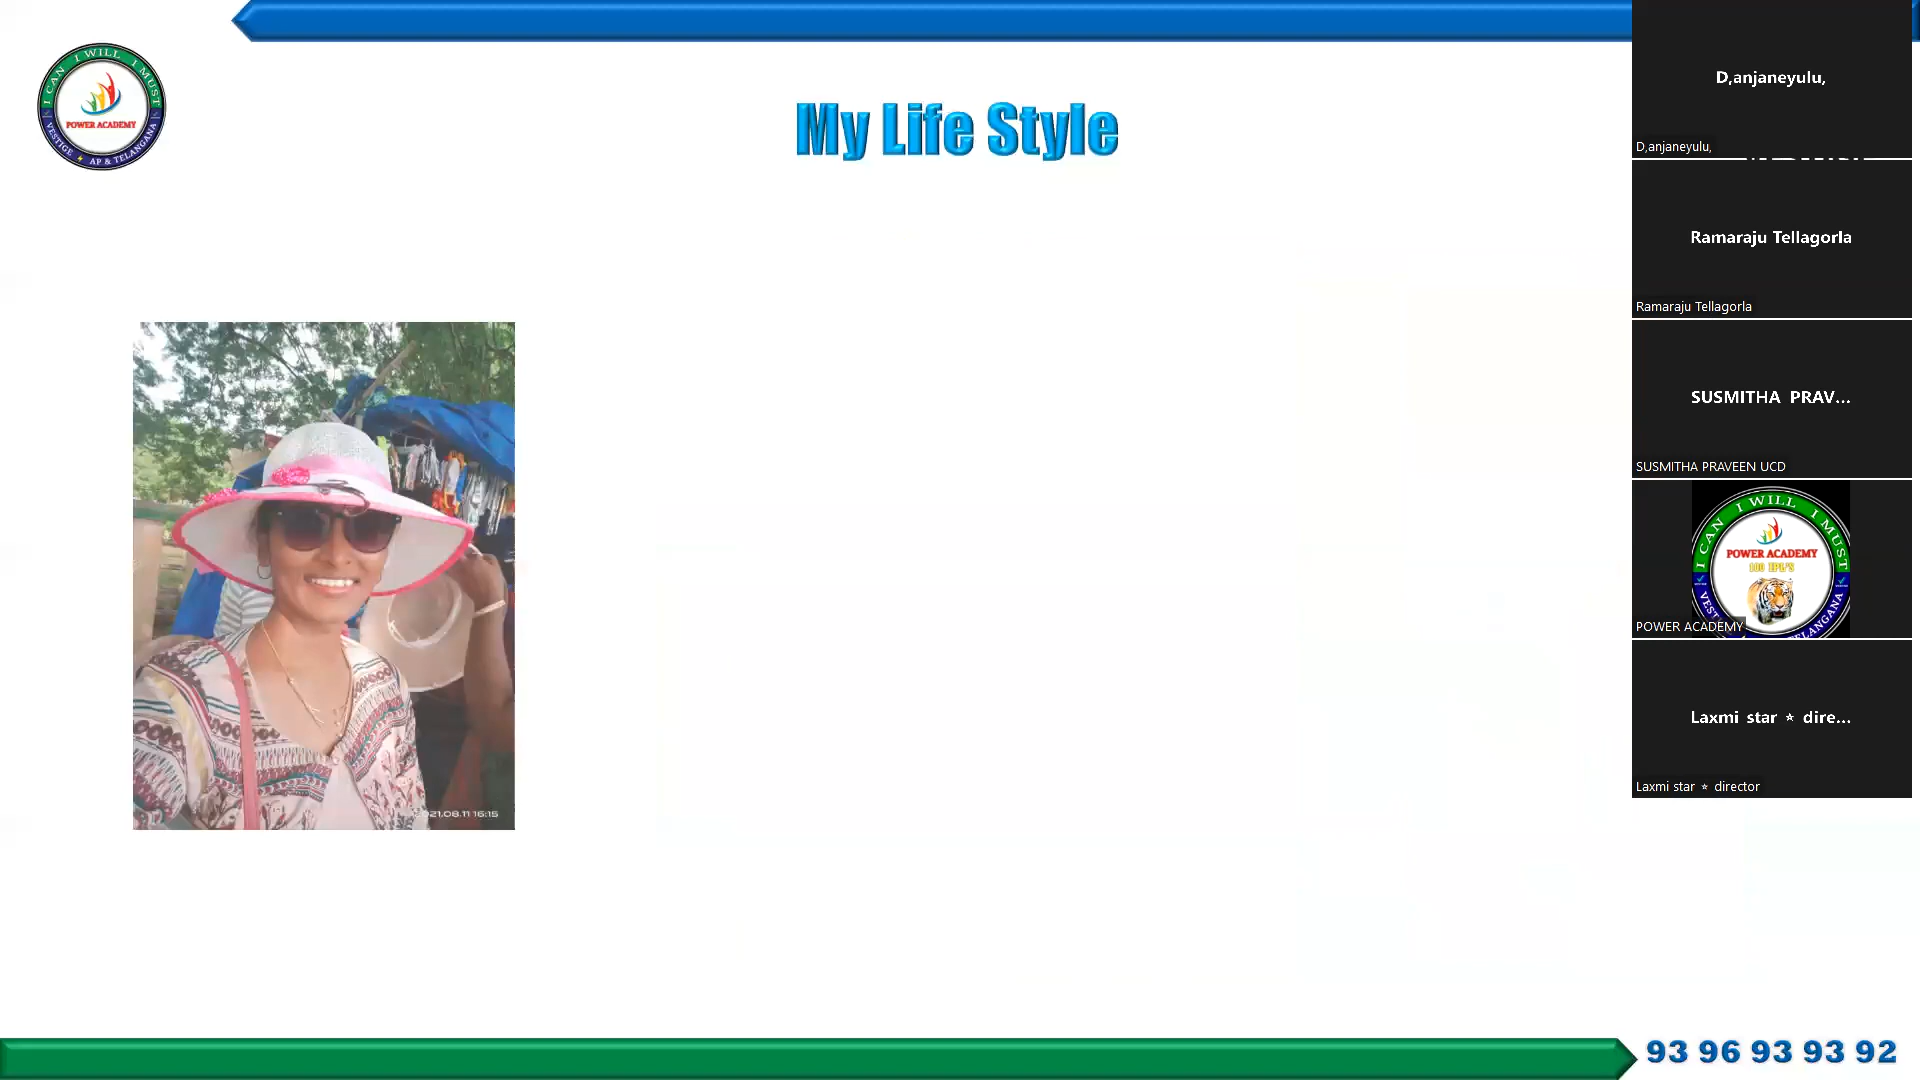 I CAN I WILL I MUST
POWER ACADEMY
VESTIGE ⚡ AP & TELANGANA
My Life Style
2021.08.11 16:15
D,anjaneyulu,
D,anjaneyulu,
Ramaraju Tellagorla
Ramaraju Tellagorla
SUSMITHA PRAV...
SUSMITHA PRAVEEN UCD
I CAN I WILL I MUST
POWER ACADEMY
POWER ACADEMY
Laxmi star ⭐ dire...
Laxmi star ⭐ director
93 96 93 93 92